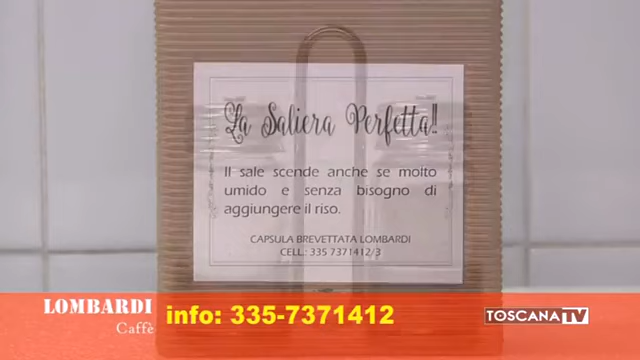 La Saliera Perfetta!!
Il sale scende anche se molto
umido e senza bisogno di
aggiungere il riso.
CAPSULA BREVETTATA LOMBARDI
CELL.: 335 7371412/3
LOMBARDI
Caffè
info: 335-7371412
TOSCANA TV